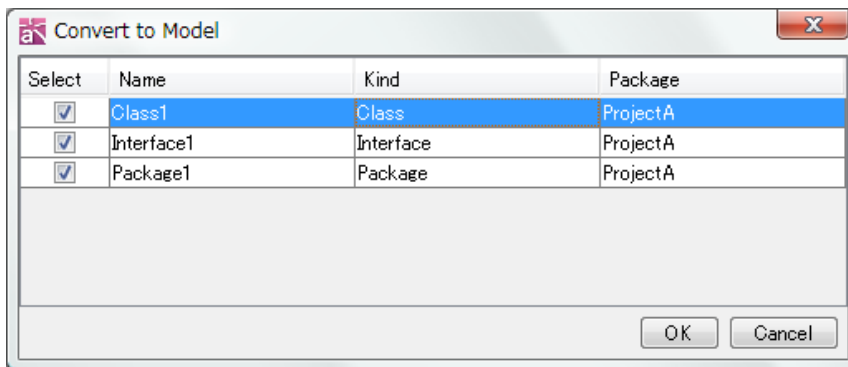 Convert to Model
Select Name Kind Package
Class1 Class ProjectA
Interface1 Interface ProjectA
Package1 Package ProjectA
OK Cancel